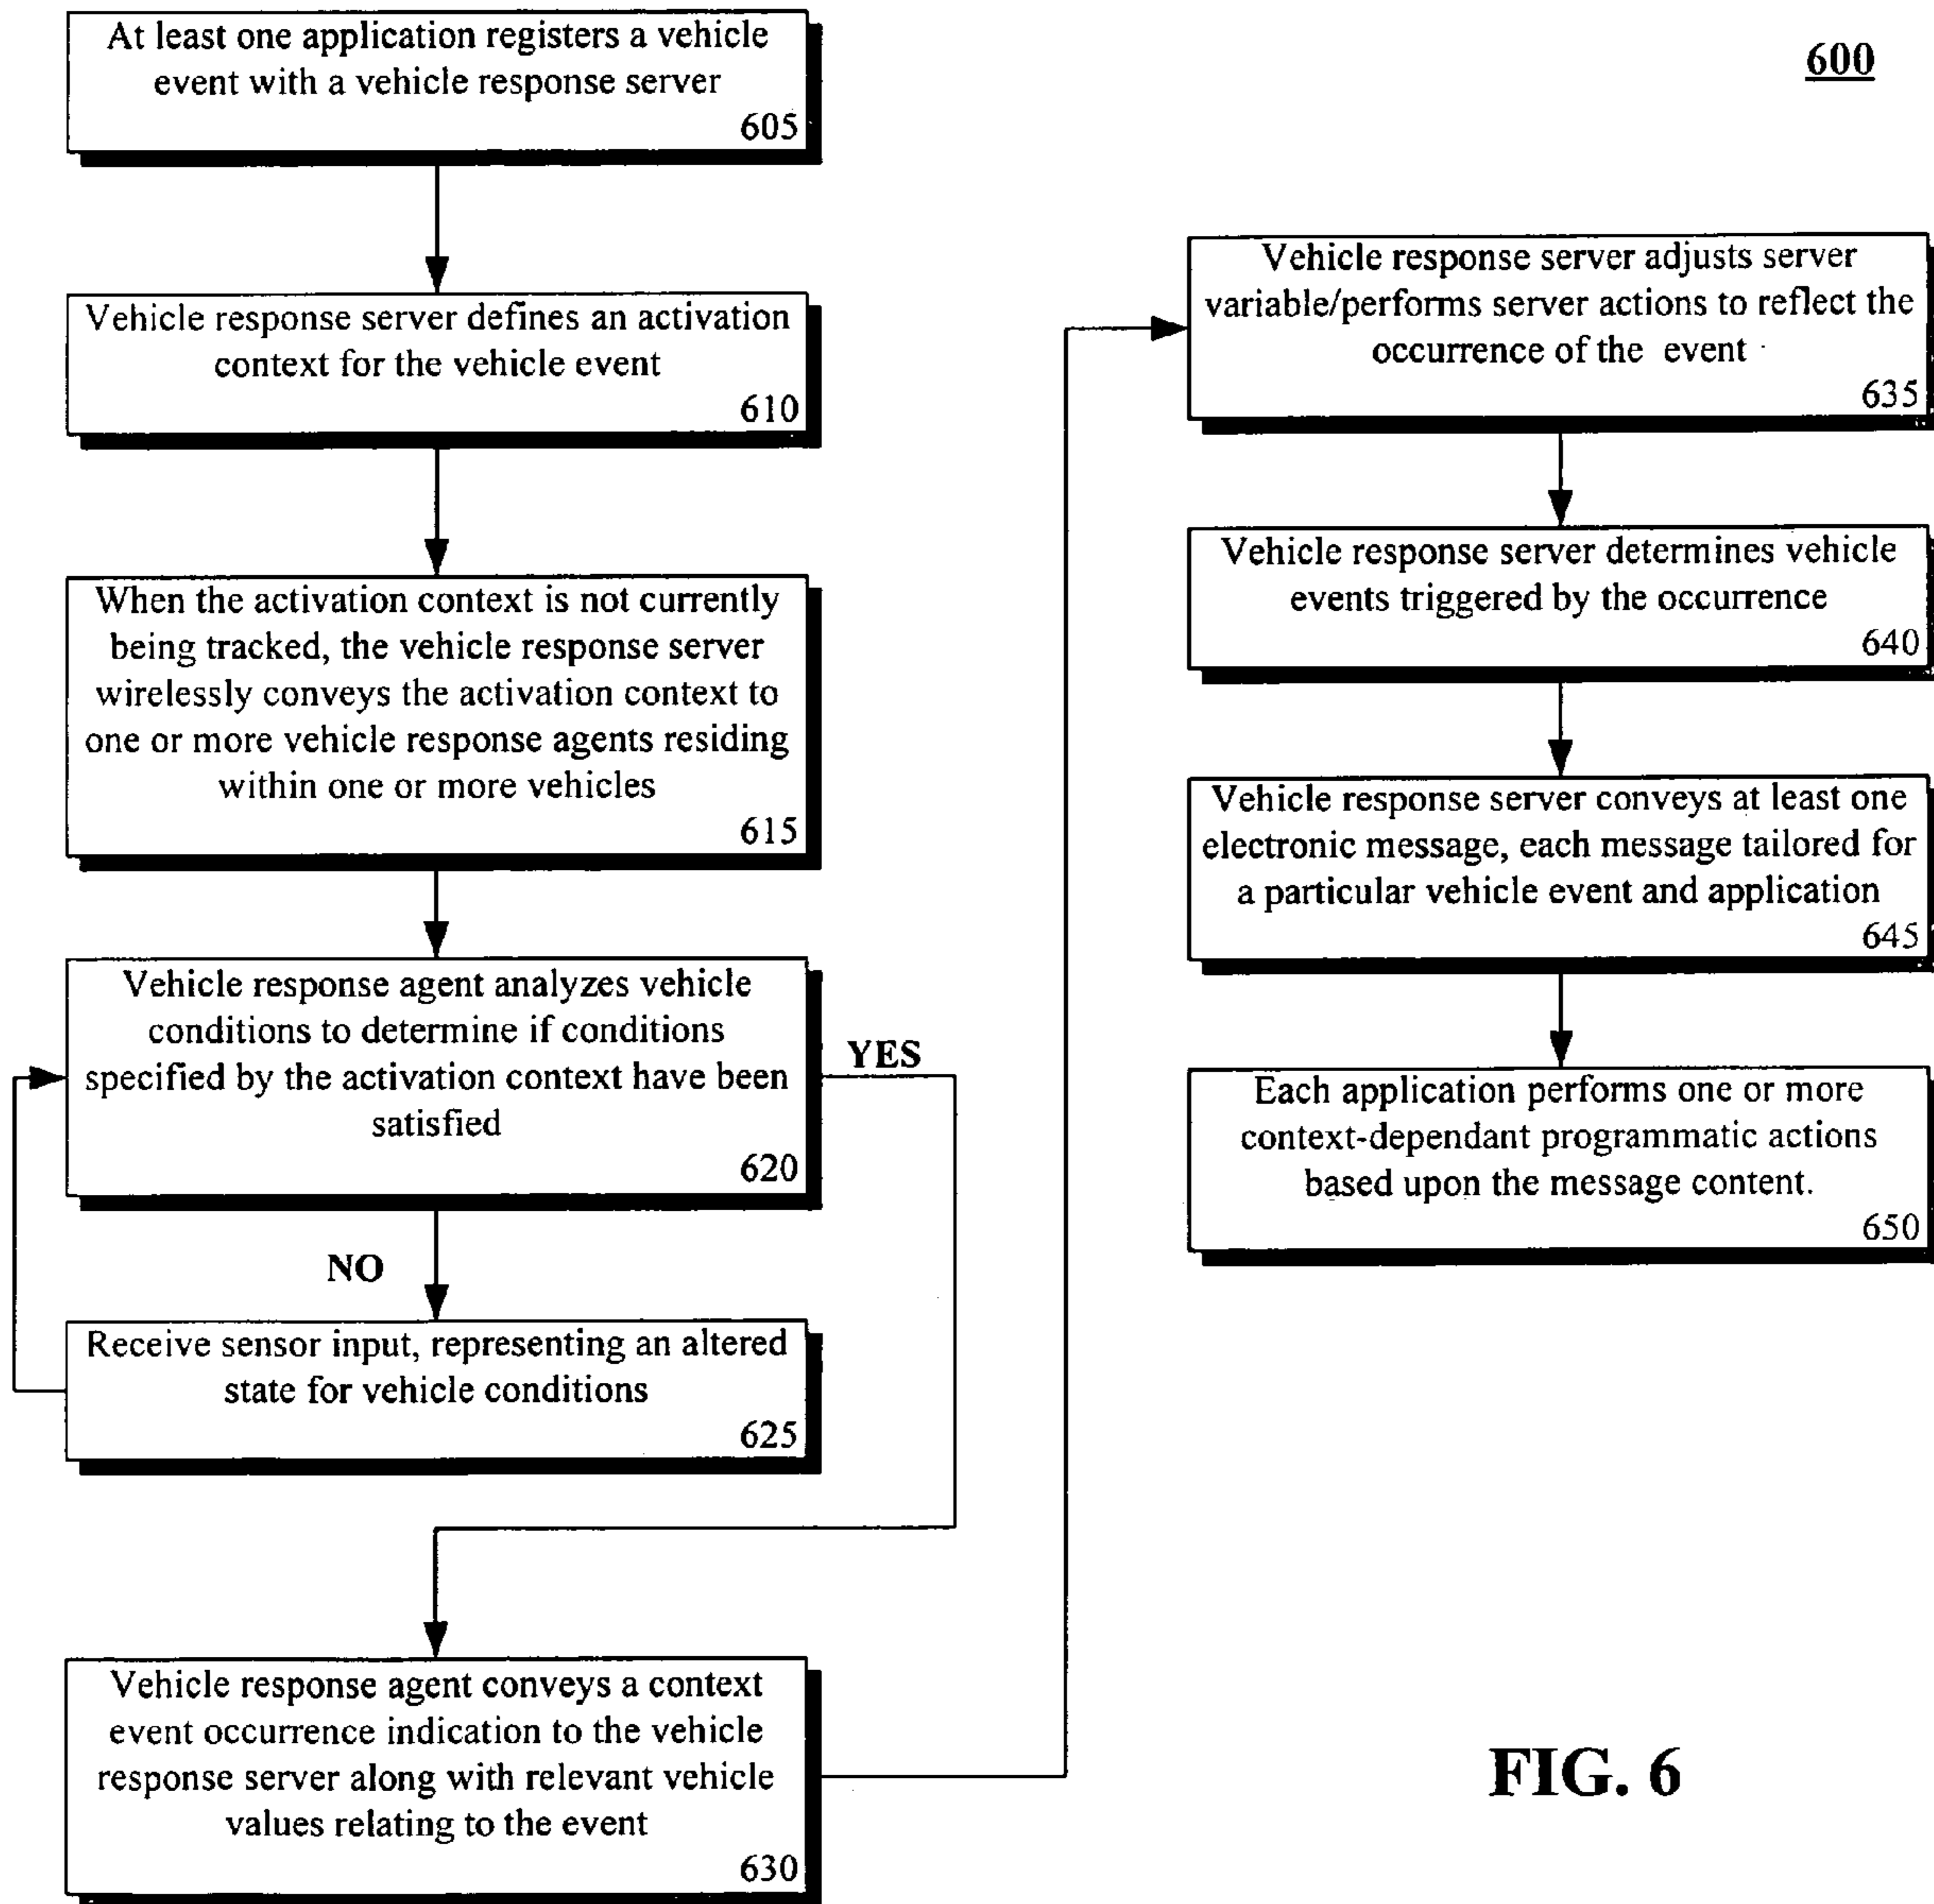 600
At least one application registers a vehicle
event with a vehicle response server
605
Vehicle response server defines an activation
context for the vehicle event
610
When the activation context is not currently
being tracked, the vehicle response server
wirelessly conveys the activation context to
one or more vehicle response agents residing
within one or more vehicles
615
Vehicle response agent analyzes vehicle
conditions to determine if conditions
specified by the activation context have been
satisfied
620
YES
NO
Receive sensor input, representing an altered
state for vehicle conditions
625
Vehicle response agent conveys a context
event occurrence indication to the vehicle
response server along with relevant vehicle
values relating to the event
630
Vehicle response server adjusts server
variable/performs server actions to reflect the
occurrence of the event
635
Vehicle response server determines vehicle
events triggered by the occurrence
640
Vehicle response server conveys at least one
electronic message, each message tailored for
a particular vehicle event and application
645
Each application performs one or more
context-dependant programmatic actions
based upon the message content.
650
FIG. 6